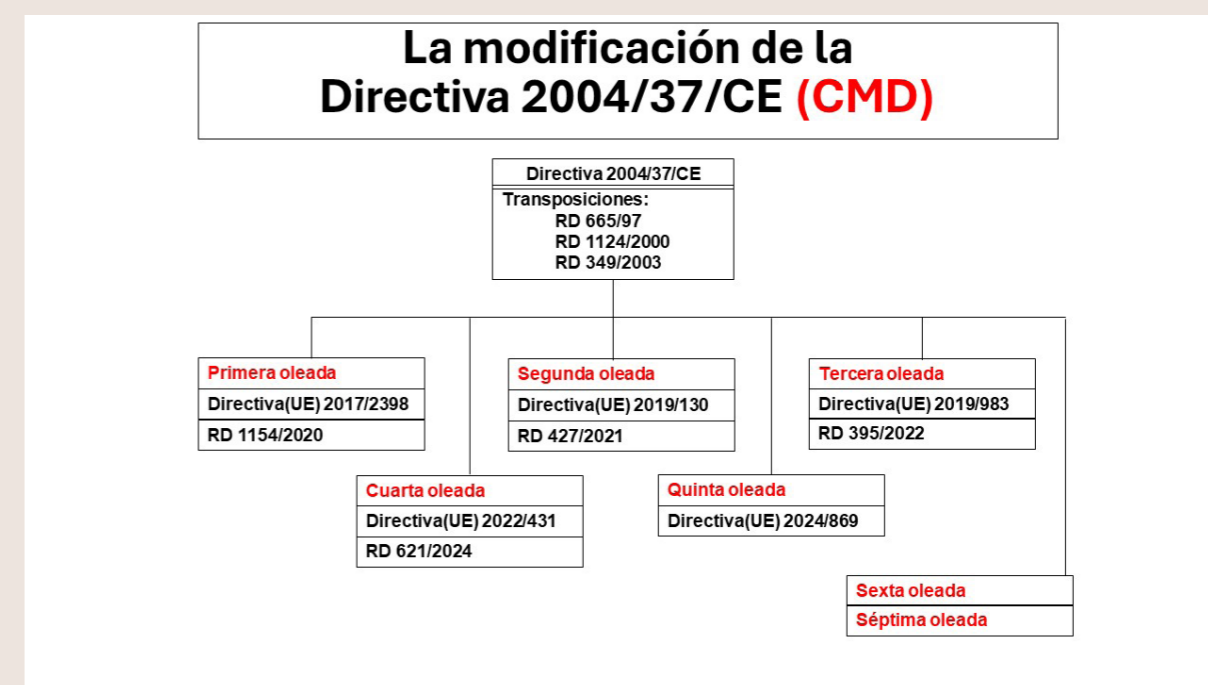 La modificación de la
Directiva 2004/37/CE (CMD)
Directiva 2004/37/CE
Transposiciones:
RD 665/97
RD 1124/2000
RD 349/2003
Primera oleada
Directiva(UE) 2017/2398
RD 1154/2020
Segunda oleada
Directiva(UE) 2019/130
RD 427/2021
Tercera oleada
Directiva(UE) 2019/983
RD 395/2022
Cuarta oleada
Directiva(UE) 2022/431
RD 621/2024
Quinta oleada
Directiva(UE) 2024/869
Sexta oleada
Séptima oleada